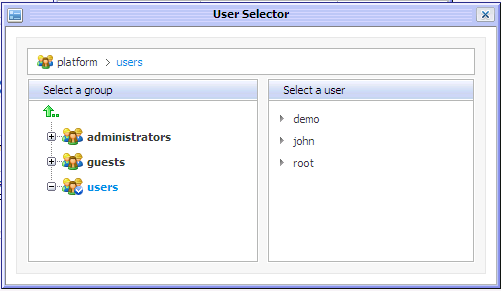 User Selector
platform > users
Select a group
administrators
guests
users
Select a user
demo
john
root